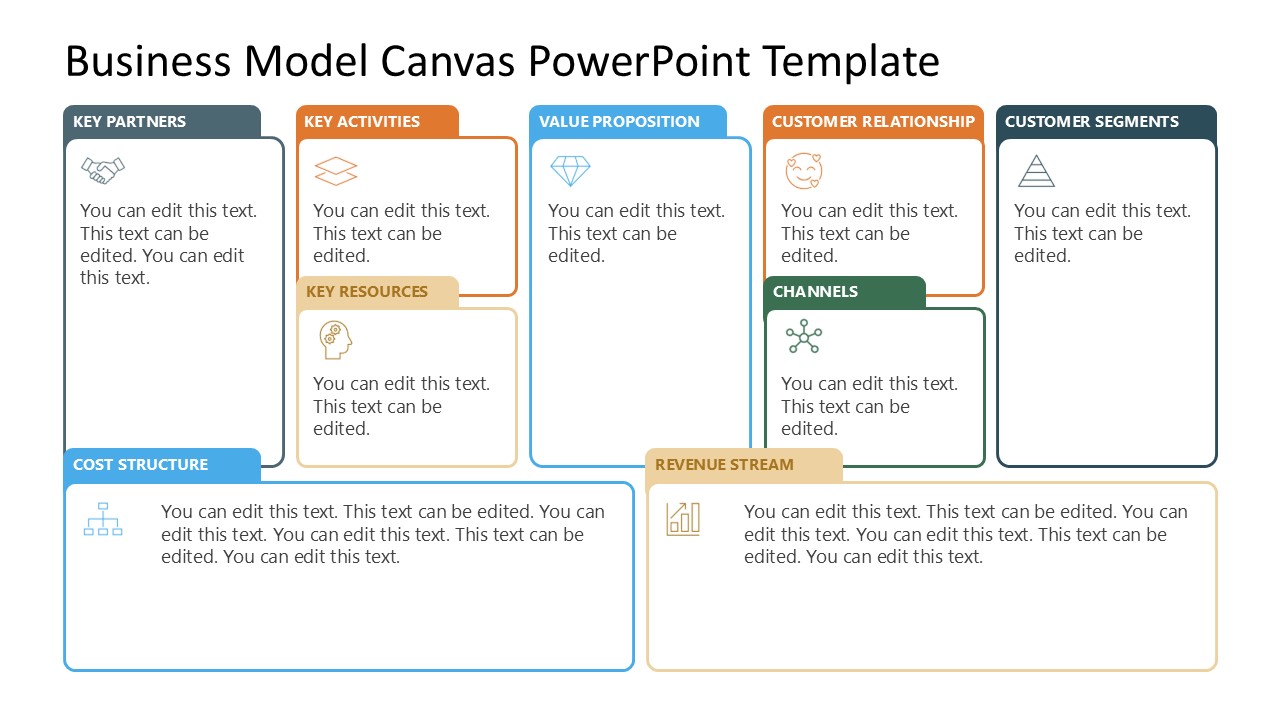 Business Model Canvas PowerPoint Template
KEY PARTNERS
You can edit this text.
This text can be
edited. You can edit
this text.
KEY ACTIVITIES
You can edit this text.
This text can be
edited.
KEY RESOURCES
You can edit this text.
This text can be
edited.
VALUE PROPOSITION
You can edit this text.
This text can be
edited.
CUSTOMER RELATIONSHIP
You can edit this text.
This text can be
edited.
CHANNELS
You can edit this text.
This text can be
edited.
CUSTOMER SEGMENTS
You can edit this text.
This text can be
edited.
COST STRUCTURE
You can edit this text. This text can be edited. You can
edit this text. You can edit this text. This text can be
edited. You can edit this text.
REVENUE STREAM
You can edit this text. This text can be edited. You can
edit this text. You can edit this text. This text can be
edited. You can edit this text.